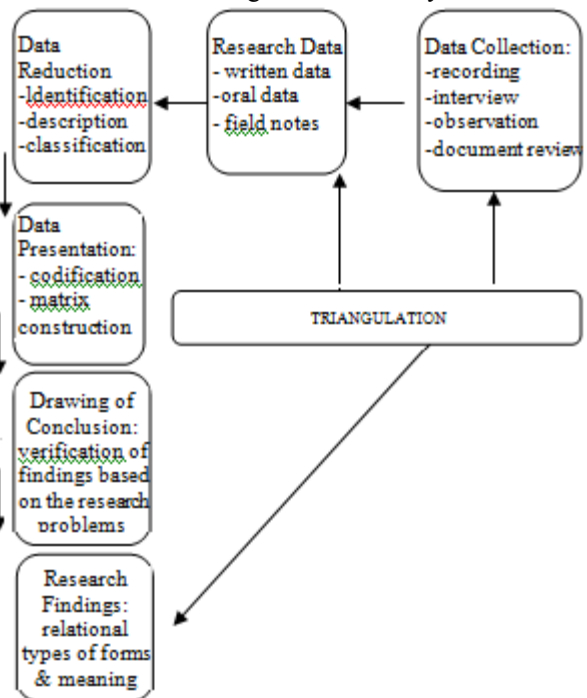 Data
Reduction
-Identification
-description
-classification
Research Data
- written data
-oral data
- field notes
Data Collection:
-recording
-interview
-observation
-document review
Data
Presentation:
- codification
- matrix
construction
TRIANGULATION
Drawing of
Conclusion:
verification of
findings based
on the research
problems
Research
Findings:
relational
types of forms
& meaning